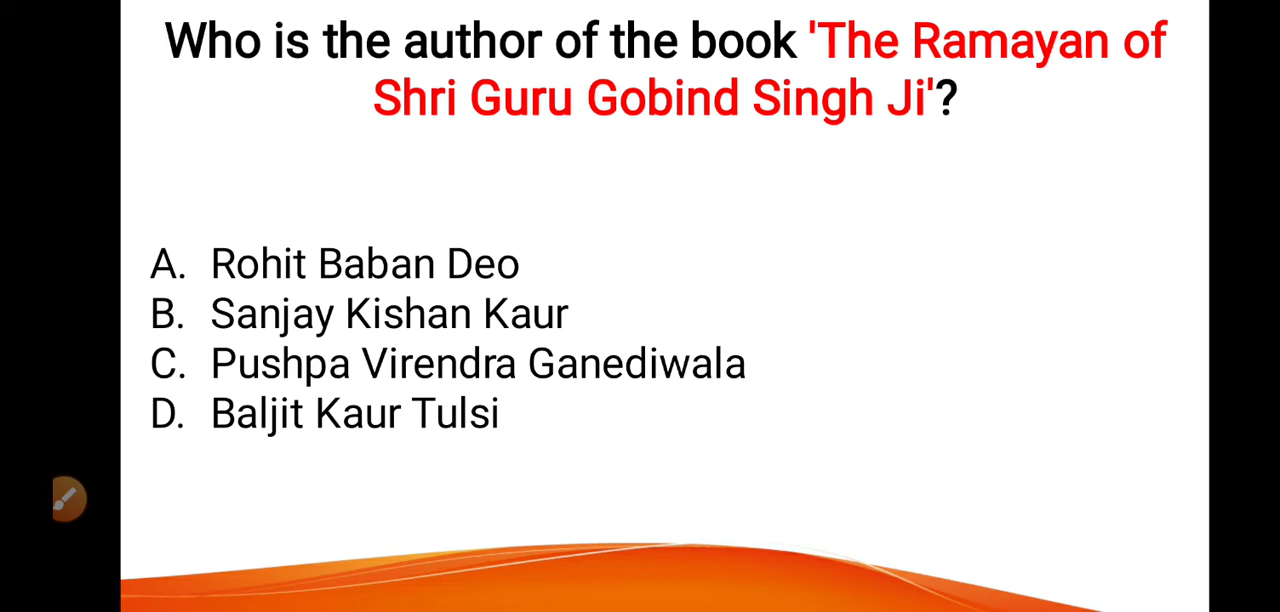 Who is the author of the book 'The Ramayan of
Shri Guru Gobind Singh Ji'?
A. Rohit Baban Deo
B. Sanjay Kishan Kaur
C. Pushpa Virendra Ganediwala
D. Baljit Kaur Tulsi